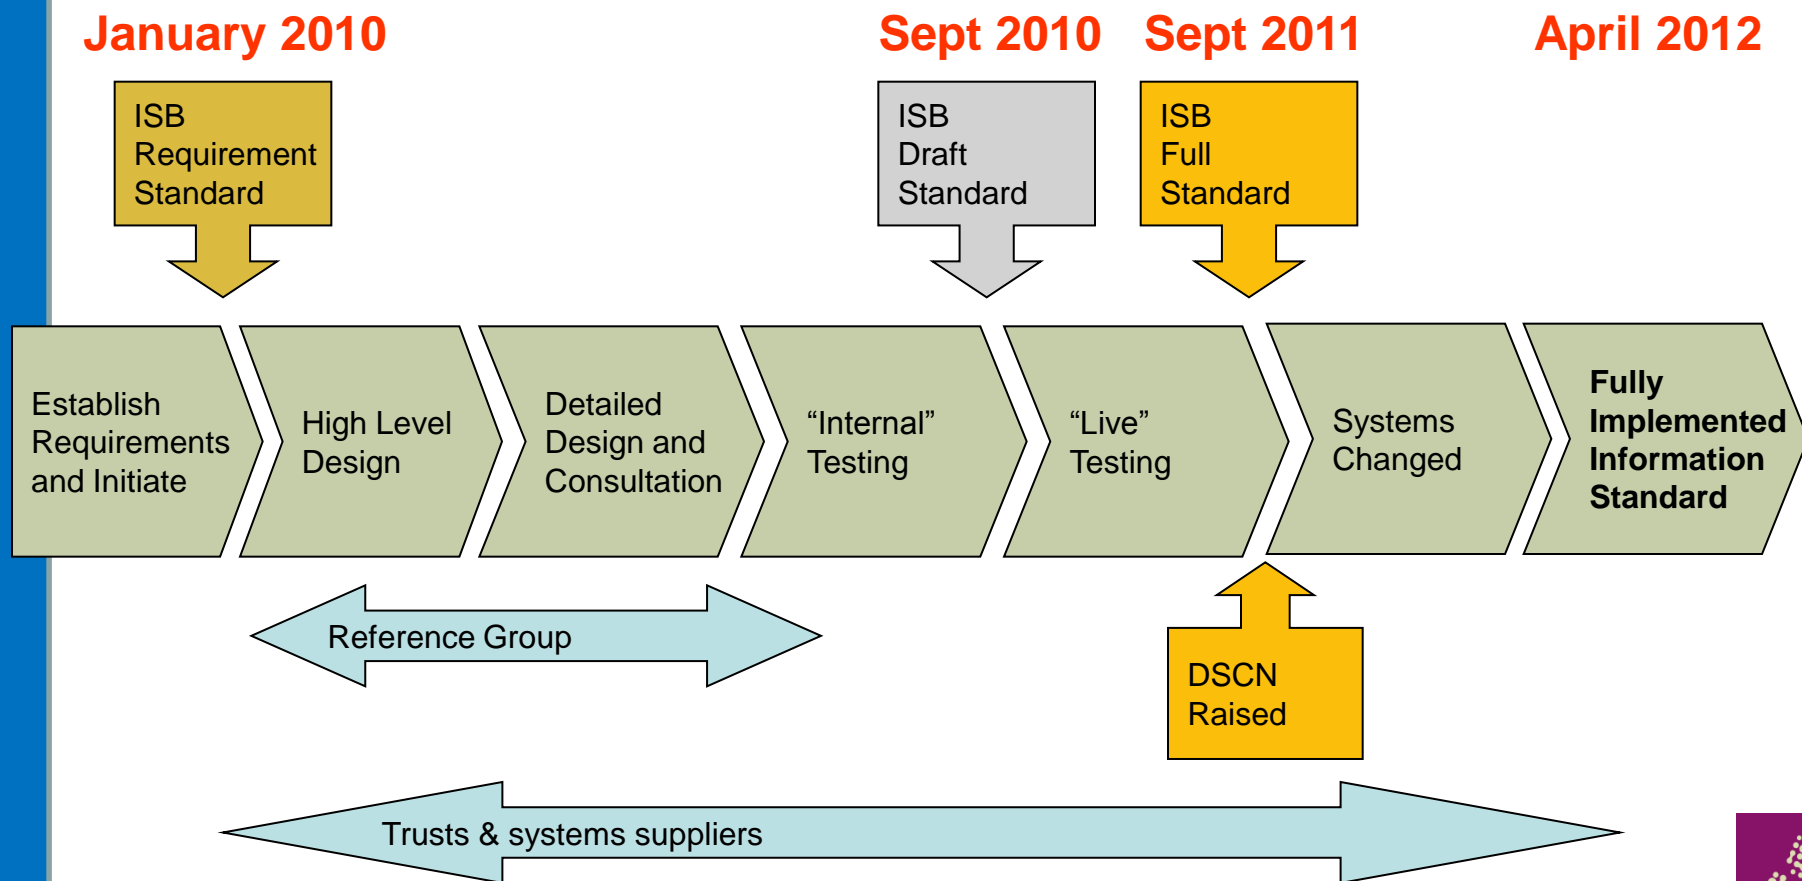 January 2010
Sept 2010
Sept 2011
April 2012
ISB
Requirement
Standard
ISB
Draft
Standard
ISB
Full
Standard
Establish
Requirements
and Initiate
High Level
Design
Detailed
Design and
Consultation
“Internal”
Testing
“Live”
Testing
Systems
Changed
Fully
Implemented
Information
Standard
Reference Group
DSCN
Raised
Trusts & systems suppliers